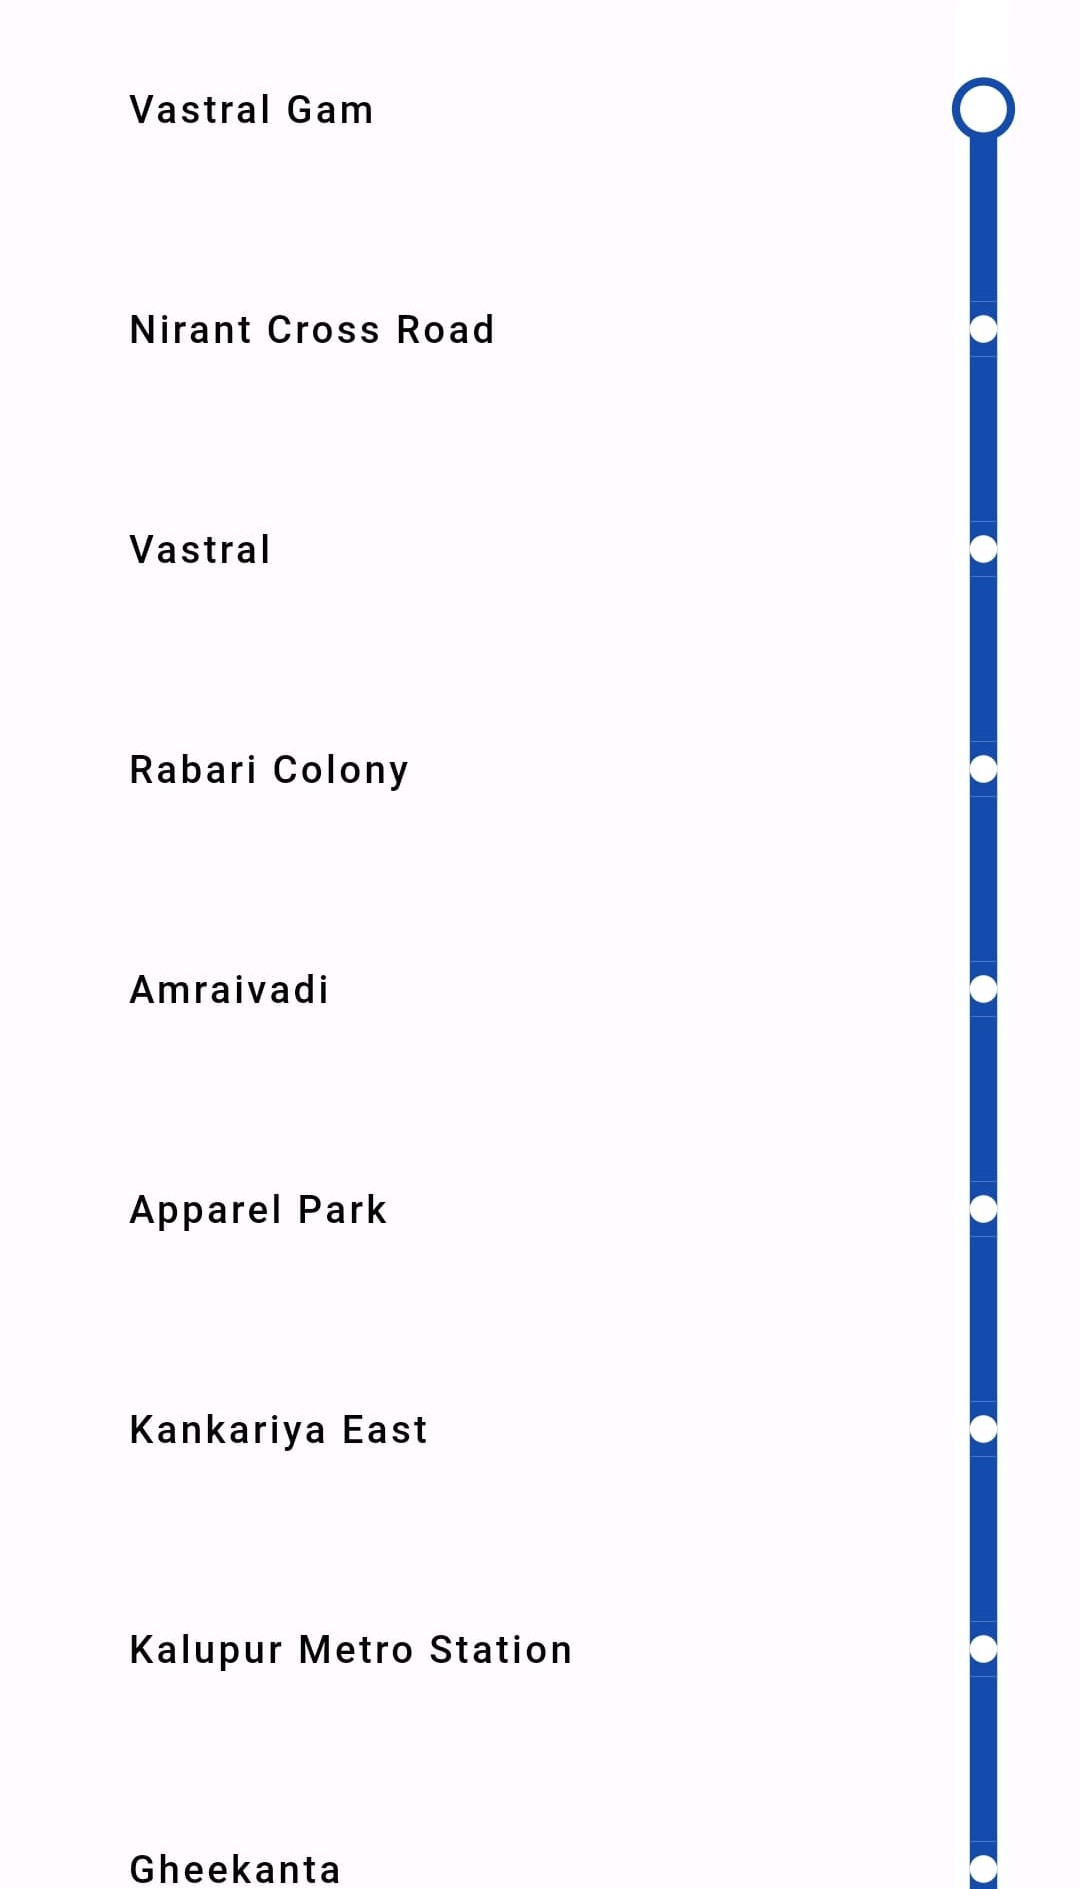 Vastral Gam
Nirant Cross Road
Vastral
Rabari Colony
Amraivadi
Apparel Park
Kankariya East
Kalupur Metro Station
Gheekanta